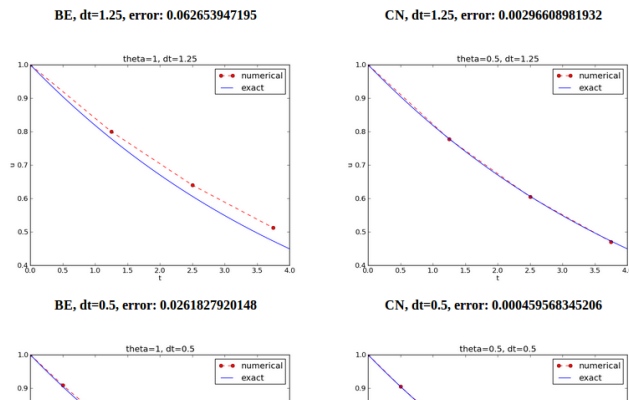 BE, dt=1.25, error: 0.062653947195
CN, dt=1.25, error: 0.00296608981932
theta=1, dt=1.25
1.0
0.9
0.8
0.7
0.6
0.5
0.4
u
0.0 0.5 1.0 1.5 2.0 2.5 3.0 3.5 4.0
t
numerical
exact
theta=0.5, dt=1.25
1.0
0.9
0.8
0.7
0.6
0.5
0.4
u
0.0 0.5 1.0 1.5 2.0 2.5 3.0 3.5 4.0
t
numerical
exact
BE, dt=0.5, error: 0.0261827920148
CN, dt=0.5, error: 0.000459568345206
theta=1, dt=0.5
1.0
0.9
numerical
exact
theta=0.5, dt=0.5
1.0
0.9
numerical
exact